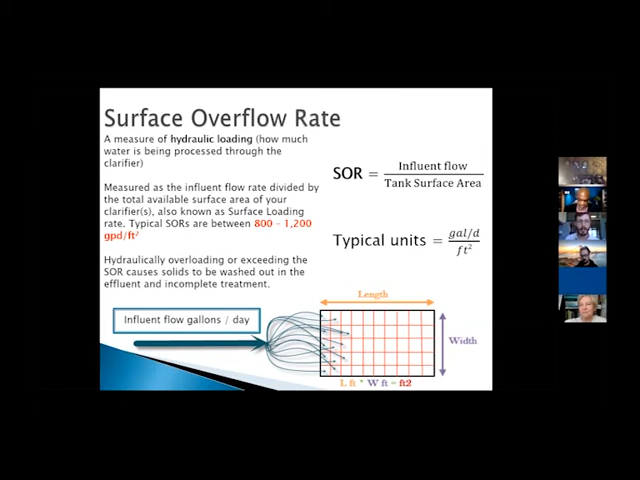 Surface Overflow Rate
A measure of hydraulic loading (how much
water is being processed through the
clarifier)
Measured as the influent flow rate divided by
the total available surface area of your
clarifier(s), also known as Surface Loading
rate. Typical SORs are between 800 – 1,200
gpd/ft²
Hydraulically overloading or exceeding the
SOR causes solids to be washed out in the
effluent and incomplete treatment.
SOR = Influent flow / Tank Surface Area
Typical units = gal/d / ft²
Influent flow gallons / day
Length
Width
L ft * W ft = ft2